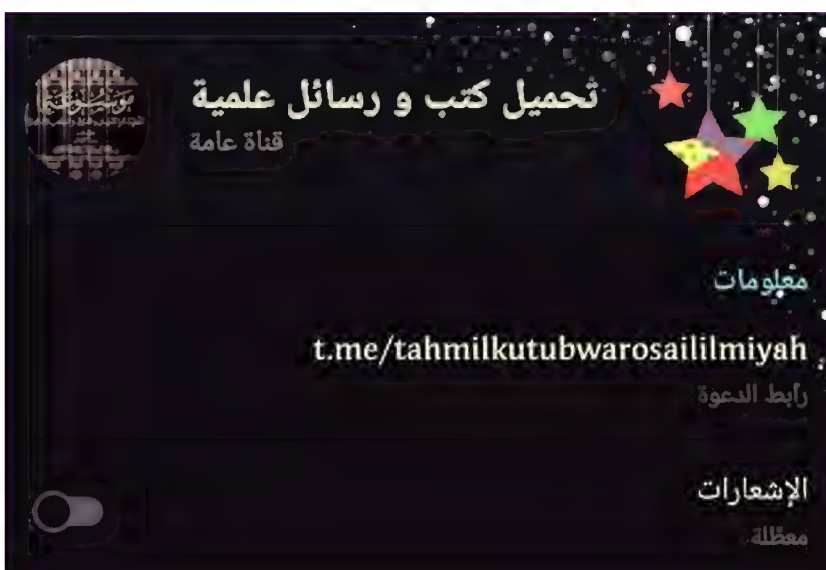 تحميل كتب و رسائل علمية
قناة عامة
معلومات
t.me/tahmilkutubwarosaililmiyah
رابط الدعوة
الإشعارات
معطلة